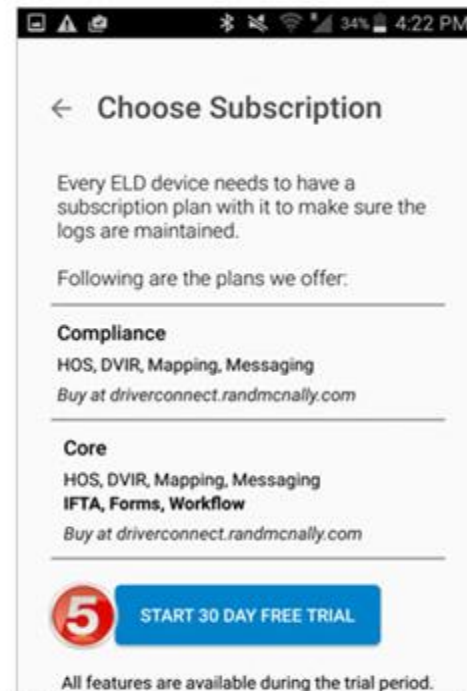 34% 4:22 PM
← Choose Subscription
Every ELD device needs to have a
subscription plan with it to make sure the
logs are maintained.
Following are the plans we offer:
Compliance
HOS, DVIR, Mapping, Messaging
Buy at driverconnect.randmcnally.com
Core
HOS, DVIR, Mapping, Messaging
IFTA, Forms, Workflow
Buy at driverconnect.randmcnally.com
5 START 30 DAY FREE TRIAL
All features are available during the trial period.